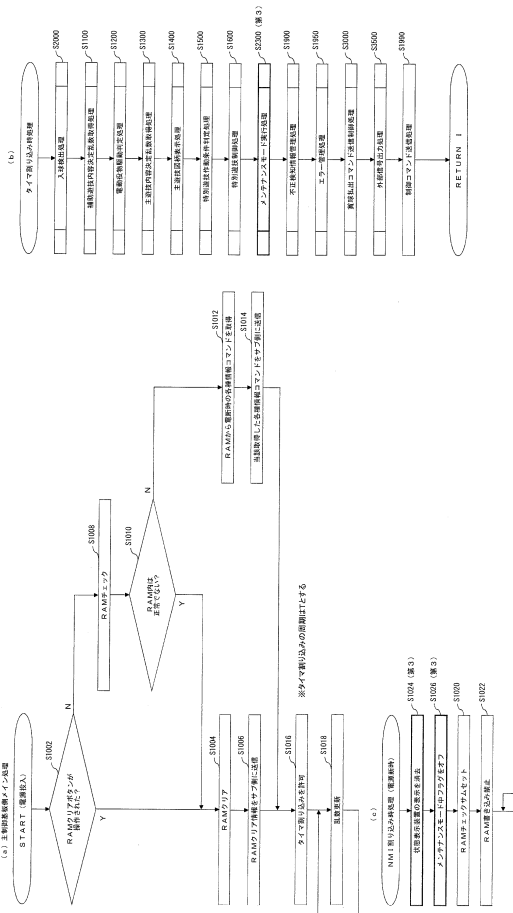 (a) 主制御基板側メイン処理
START (電源投入)
S1002
RAMクリアボタンが
操作された?
N
Y
S1008
RAMチェック
S1010
RAM内は
正常でない?
N
Y
S1004
RAMクリア
S1006
RAMクリア情報をサブ側に送信
S1012
RAMから電断時の各種情報コマンドを取得
S1014
当該取得した各種情報コマンドをサブ側に送信
S1016
タイマ割り込みを許可
※タイマ割り込みの周期はTとする
S1018
乱数更新
(b)
タイマ割り込み時処理
S2000
入球検出処理
S1100
補助遊技内容決定乱数取得処理
S1200
電動役物駆動判定処理
S1300
主遊技内容決定乱数取得処理
S1400
主遊技図柄表示処理
S1500
特別遊技作動条件判定処理
S1600
特別遊技制御処理
S2300 (第3)
メンテナンスモード実行処理
S1900
不正検知情報管理処理
S1950
エラー管理処理
S3000
賞球払出コマンド送信制御処理
S3500
外部信号出力処理
S1990
制御コマンド送信処理
RETURN I
(c)
NMI割り込み時処理 (電源断時)
S1024 (第3)
状態表示装置の表示を消去
S1026 (第3)
メンテナンスモード中フラグをオフ
S1020
RAMチェックサムセット
S1022
RAM書き込み禁止